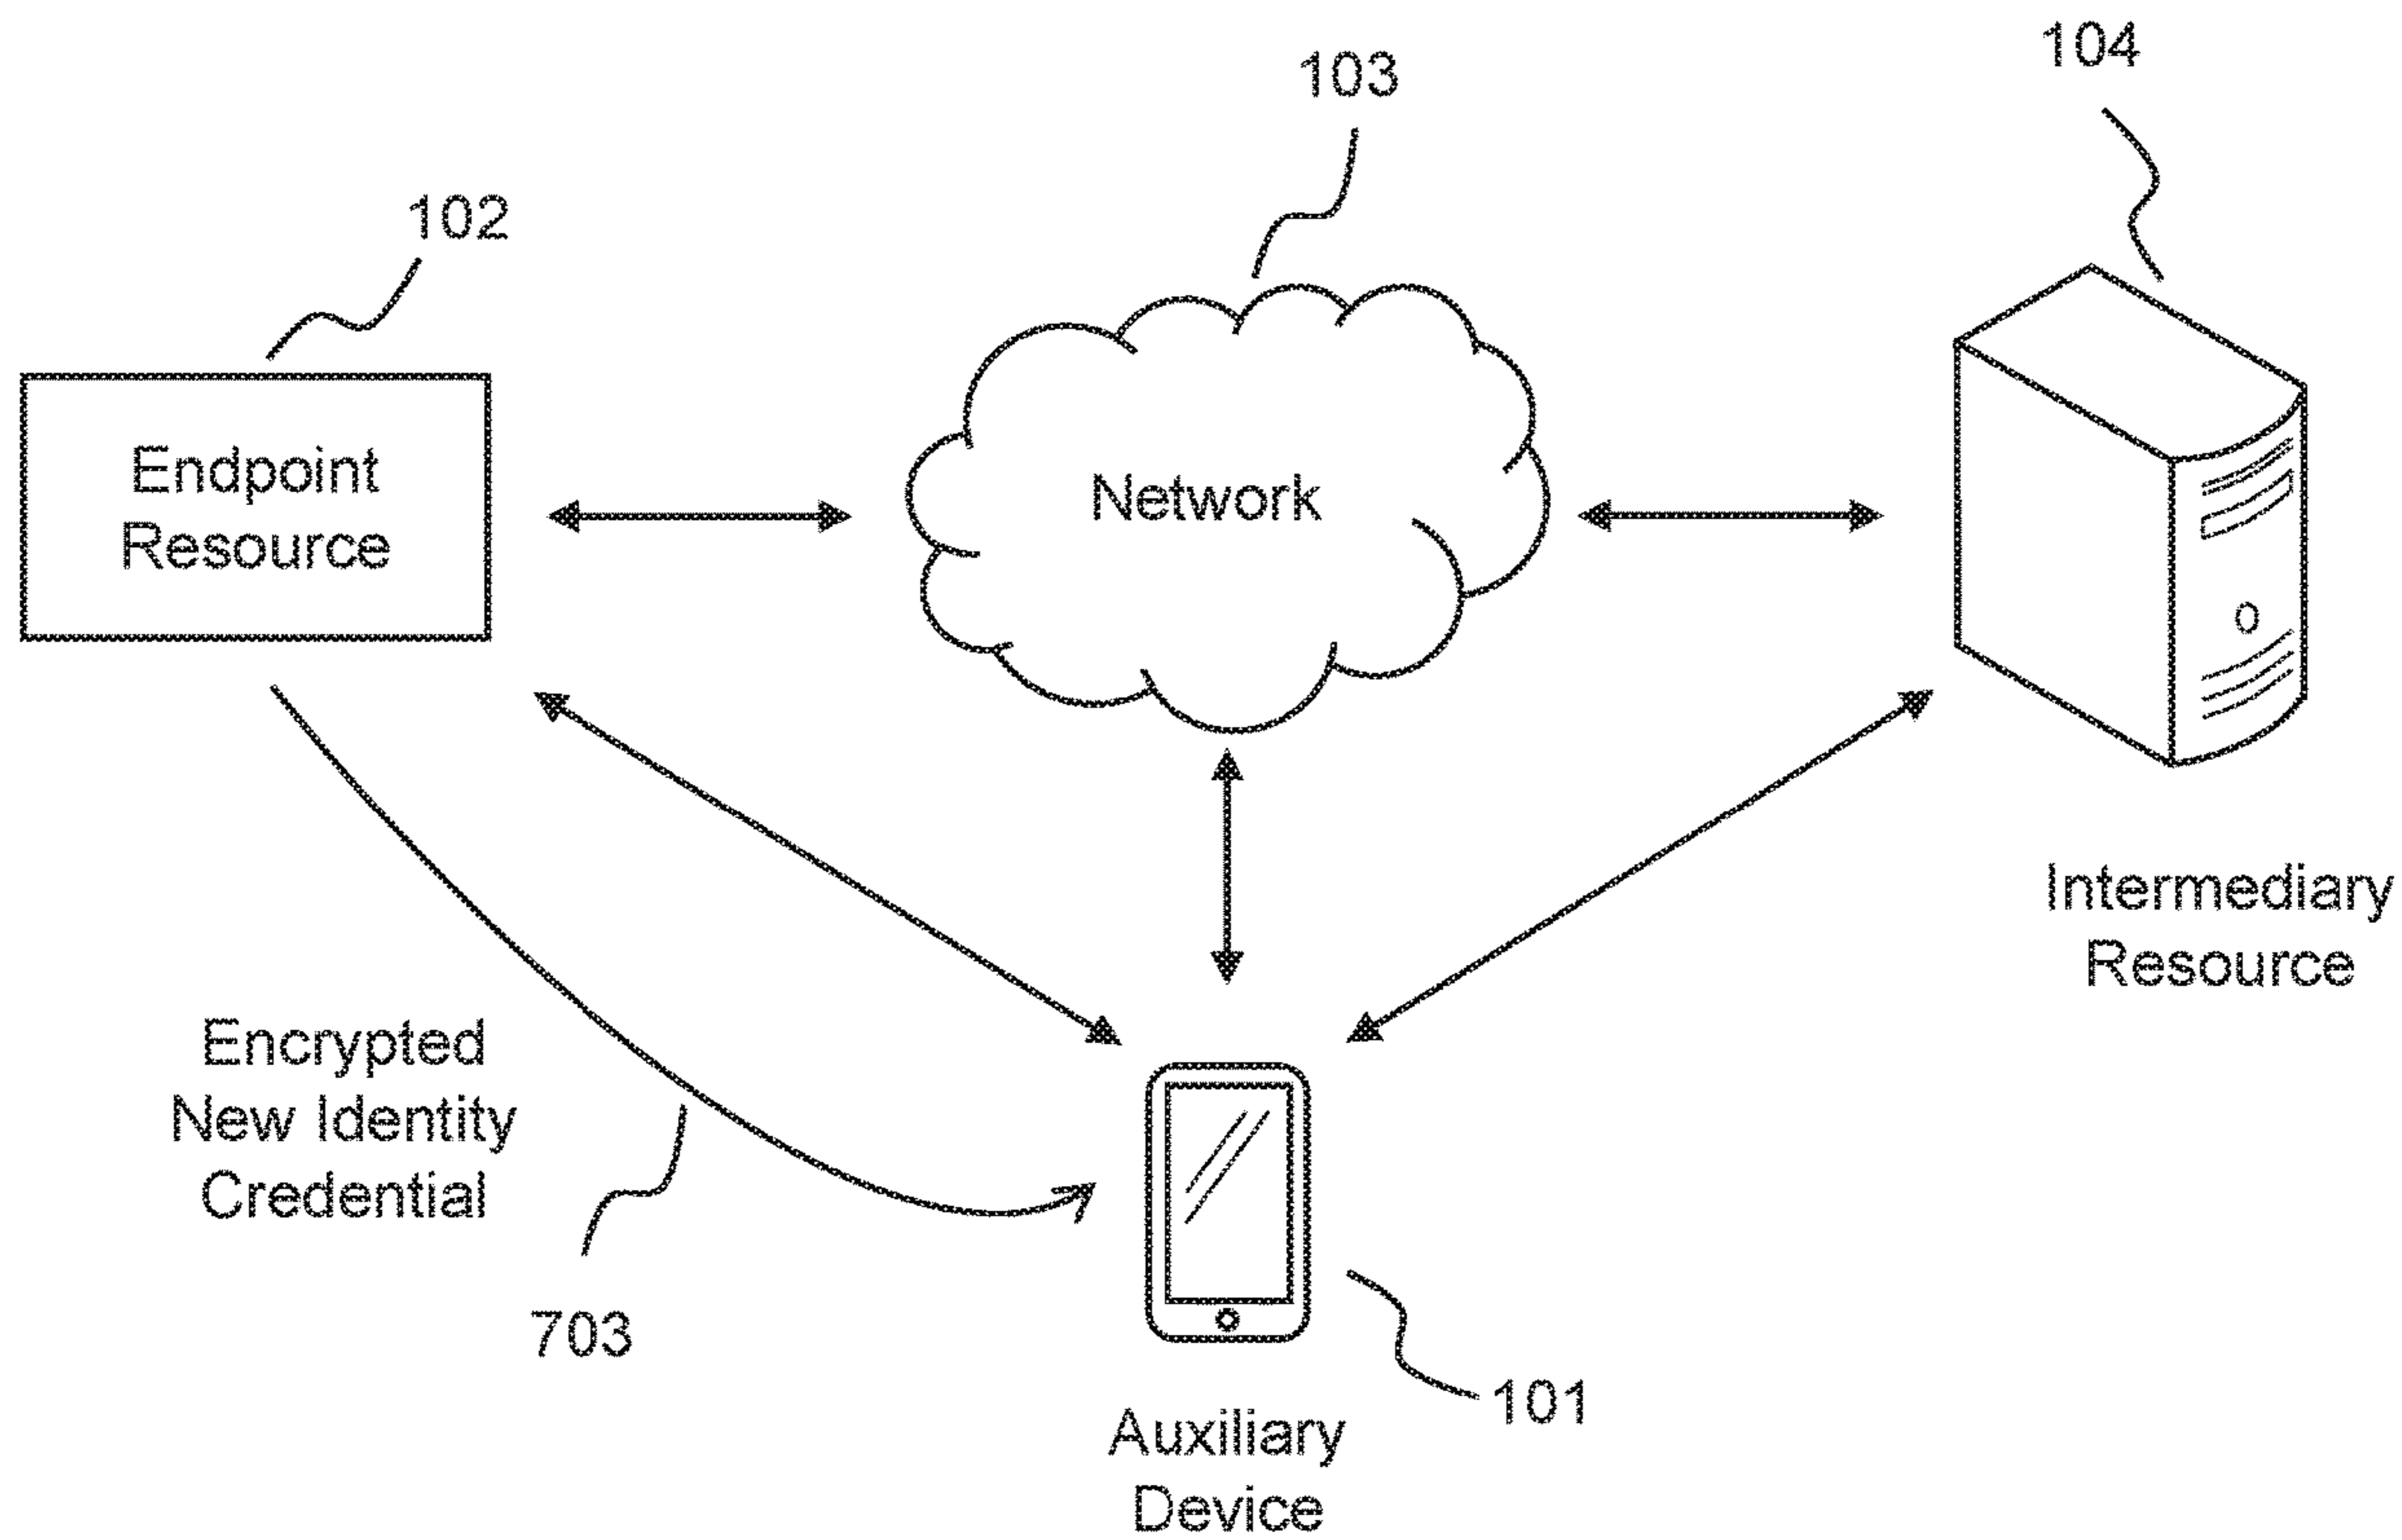 104
103
102
Endpoint
Resource
Network
Intermediary
Resource
Encrypted
New Identity
Credential
703
101
Auxiliary
Device